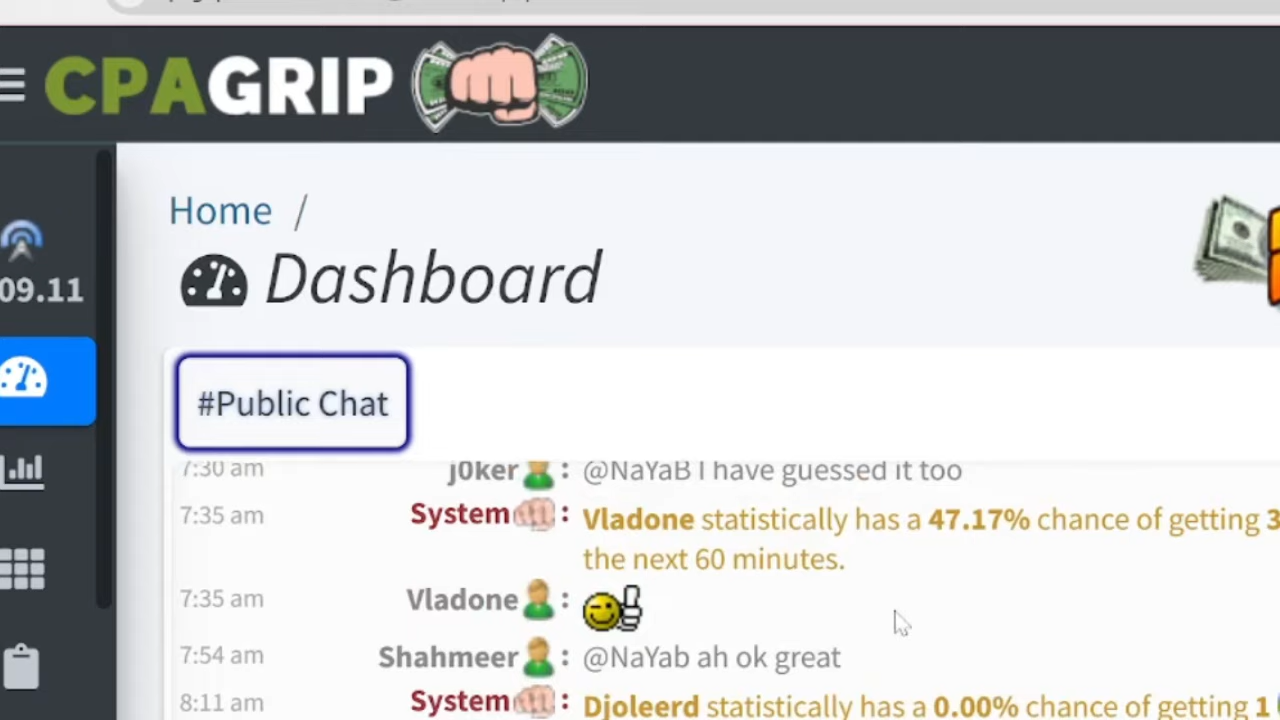 CPAGRIP
Home /
09.11
Dashboard
#Public Chat
7:30 am j0ker : @NaYaB I have guessed it too
7:35 am System : Vladone statistically has a 47.17% chance of getting 3
the next 60 minutes.
7:35 am Vladone :
7:54 am Shahmeer : @NaYab ah ok great
8:11 am System : Djoleerd statistically has a 0.00% chance of getting 1